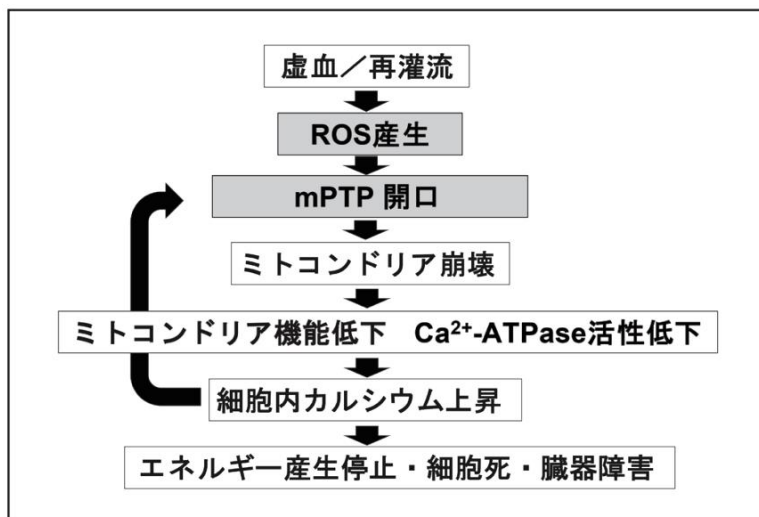 虚血／再灌流
ROS産生
mPTP 開口
ミトコンドリア崩壊
ミトコンドリア機能低下　Ca²⁺-ATPase活性低下
細胞内カルシウム上昇
エネルギー産生停止・細胞死・臓器障害